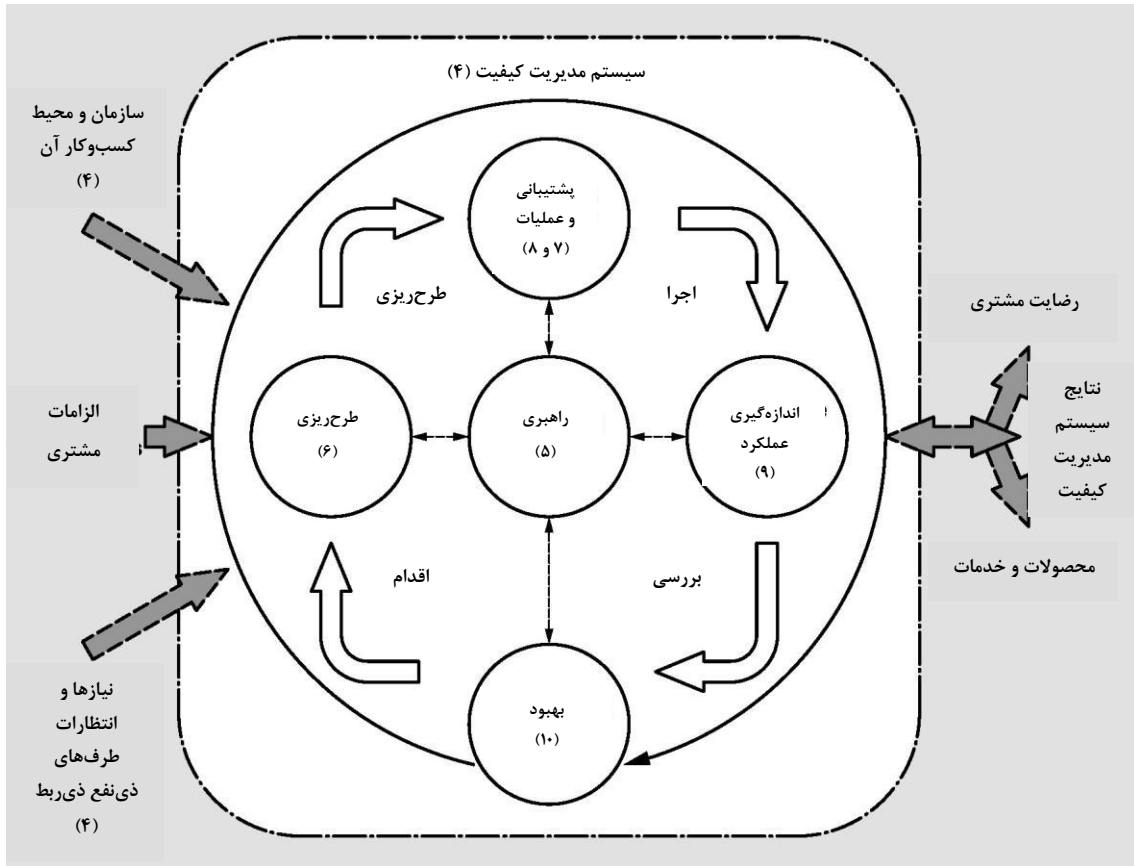 سیستم مدیریت کیفیت (۴)
سازمان و محیط
کسب‌وکار آن
(۴)
پشتیبانی
و عملیات
(۷ و ۸)
طرح‌ریزی
اجرا
رضایت مشتری
الزامات
مشتری
طرح‌ریزی
(۶)
راهبری
(۵)
اندازه‌گیری
عملکرد
(۹)
نتایج
سیستم
مدیریت
کیفیت
اقدام
بررسی
محصولات و خدمات
نیازها و
انتظارات
طرف‌های
ذی‌نفع ذی‌ربط
(۴)
بهبود
(۱۰)